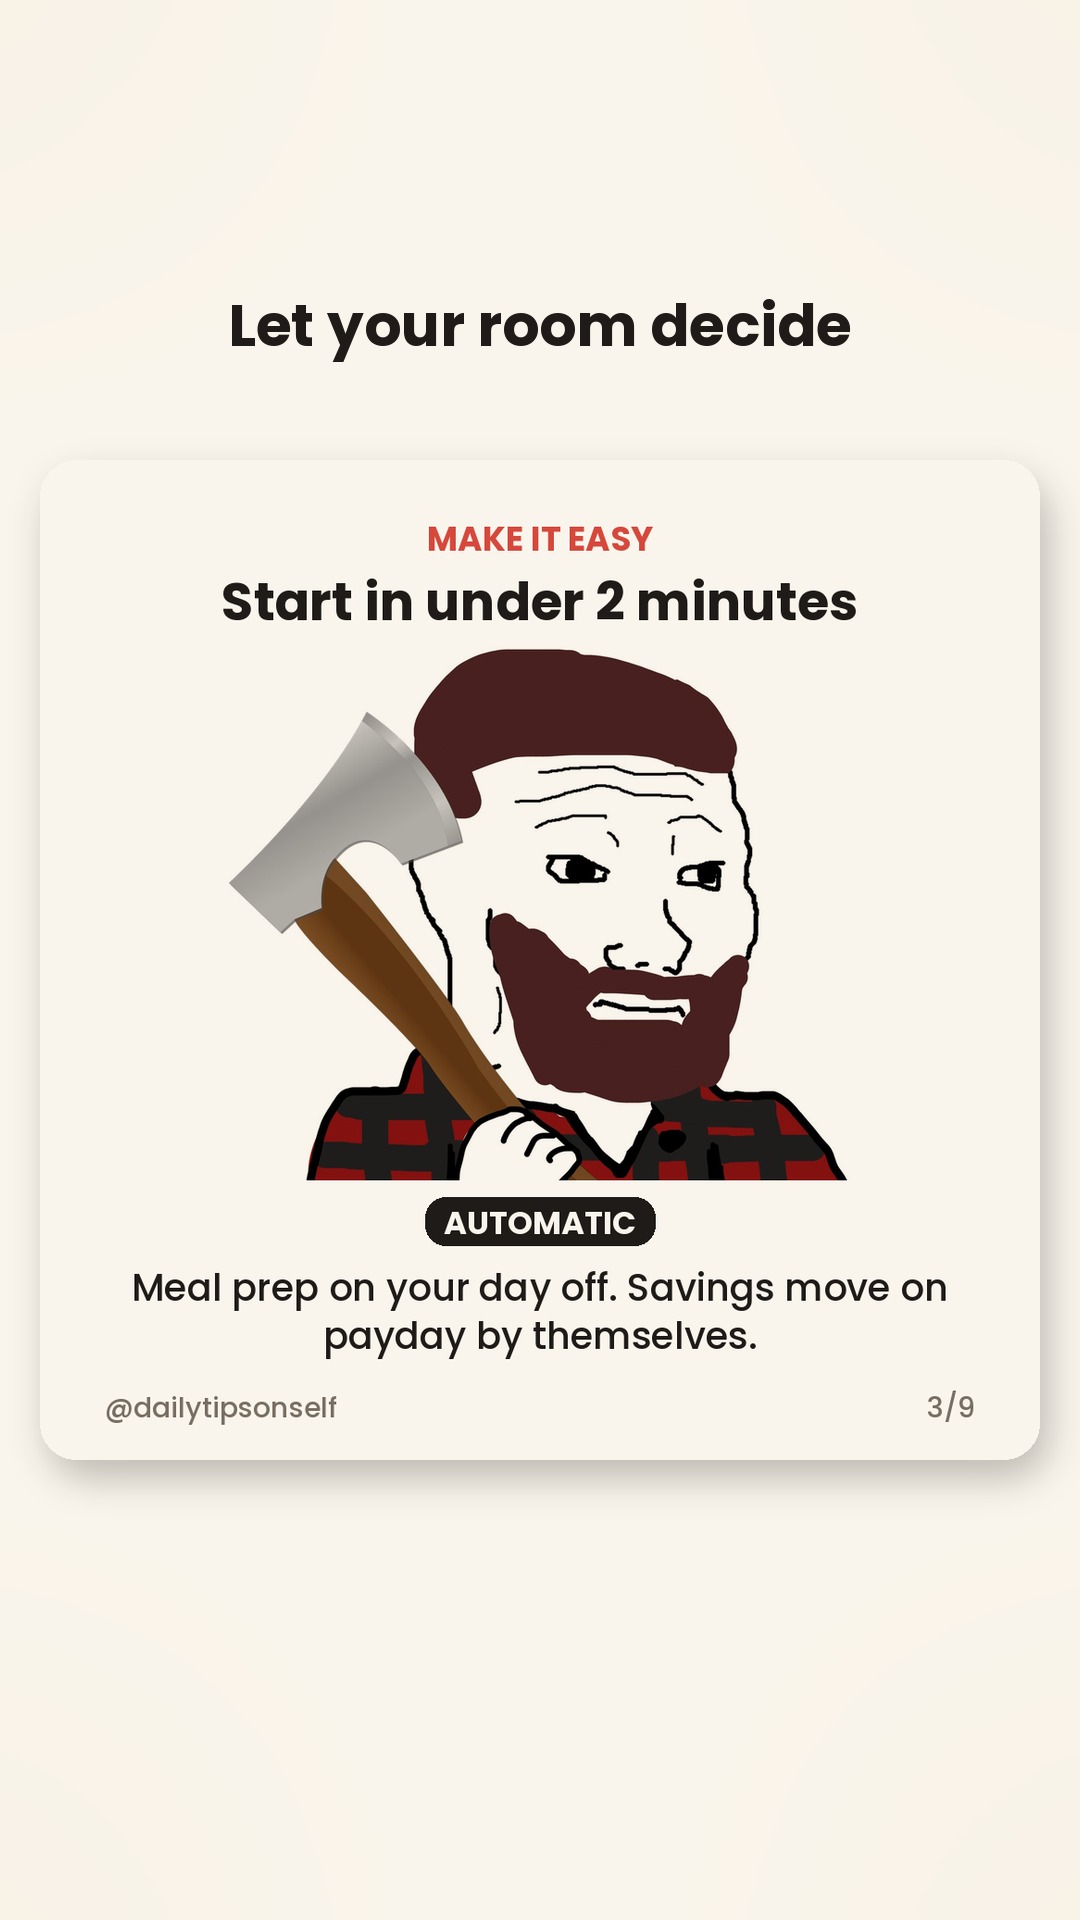 Let your room decide
MAKE IT EASY
Start in under 2 minutes
AUTOMATIC
Meal prep on your day off. Savings move on
payday by themselves.
@dailytipsonself
3/9